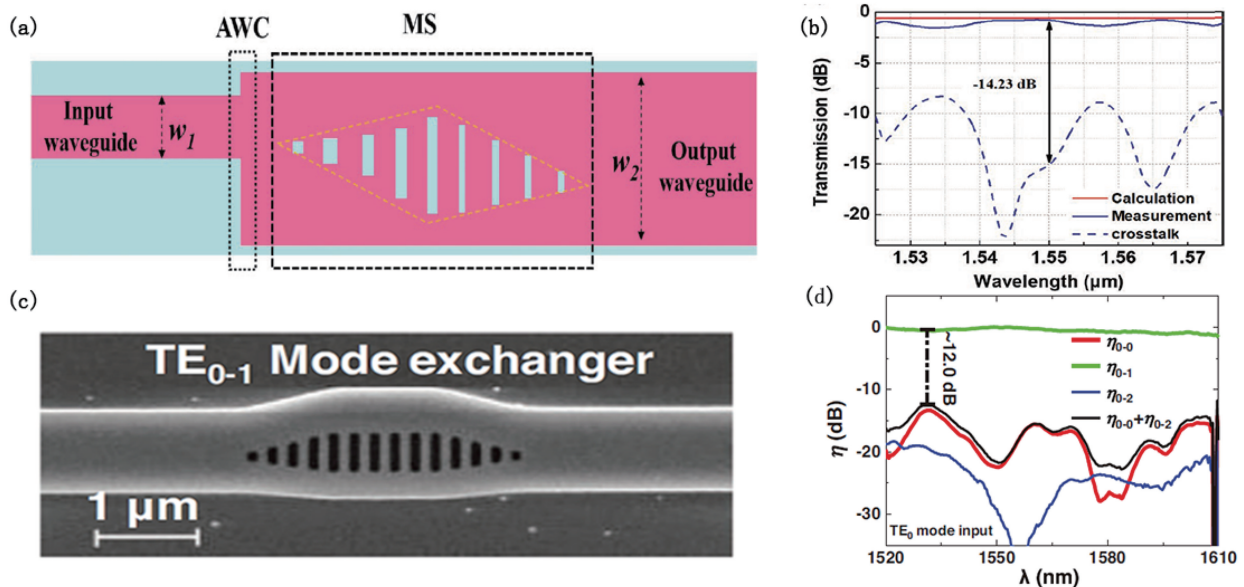 (a)
AWC
MS
Input
waveguide
w1
w2
Output
waveguide
(b)
0
-5
-10
-15
-20
Transmission (dB)
-14.23 dB
Calculation
Measurement
crosstalk
1.53 1.54 1.55 1.56 1.57
Wavelength (μm)
(c)
TE0-1 Mode exchanger
1 μm
(d)
0
-10
-20
-30
η (dB)
~12.0 dB
η0-0
η0-1
η0-2
η0-0+η0-2
TE0 mode input
1520 1550 1580 1610
λ (nm)